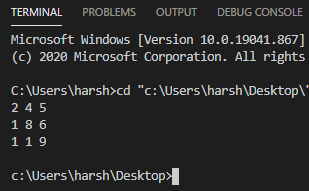 TERMINAL PROBLEMS OUTPUT DEBUG CONSOLE
Microsoft Windows [Version 10.0.19041.867]
(c) 2020 Microsoft Corporation. All rights
C:\Users\harsh>cd "c:\Users\harsh\Desktop\"
2 4 5
1 8 6
1 1 9
c:\Users\harsh\Desktop>